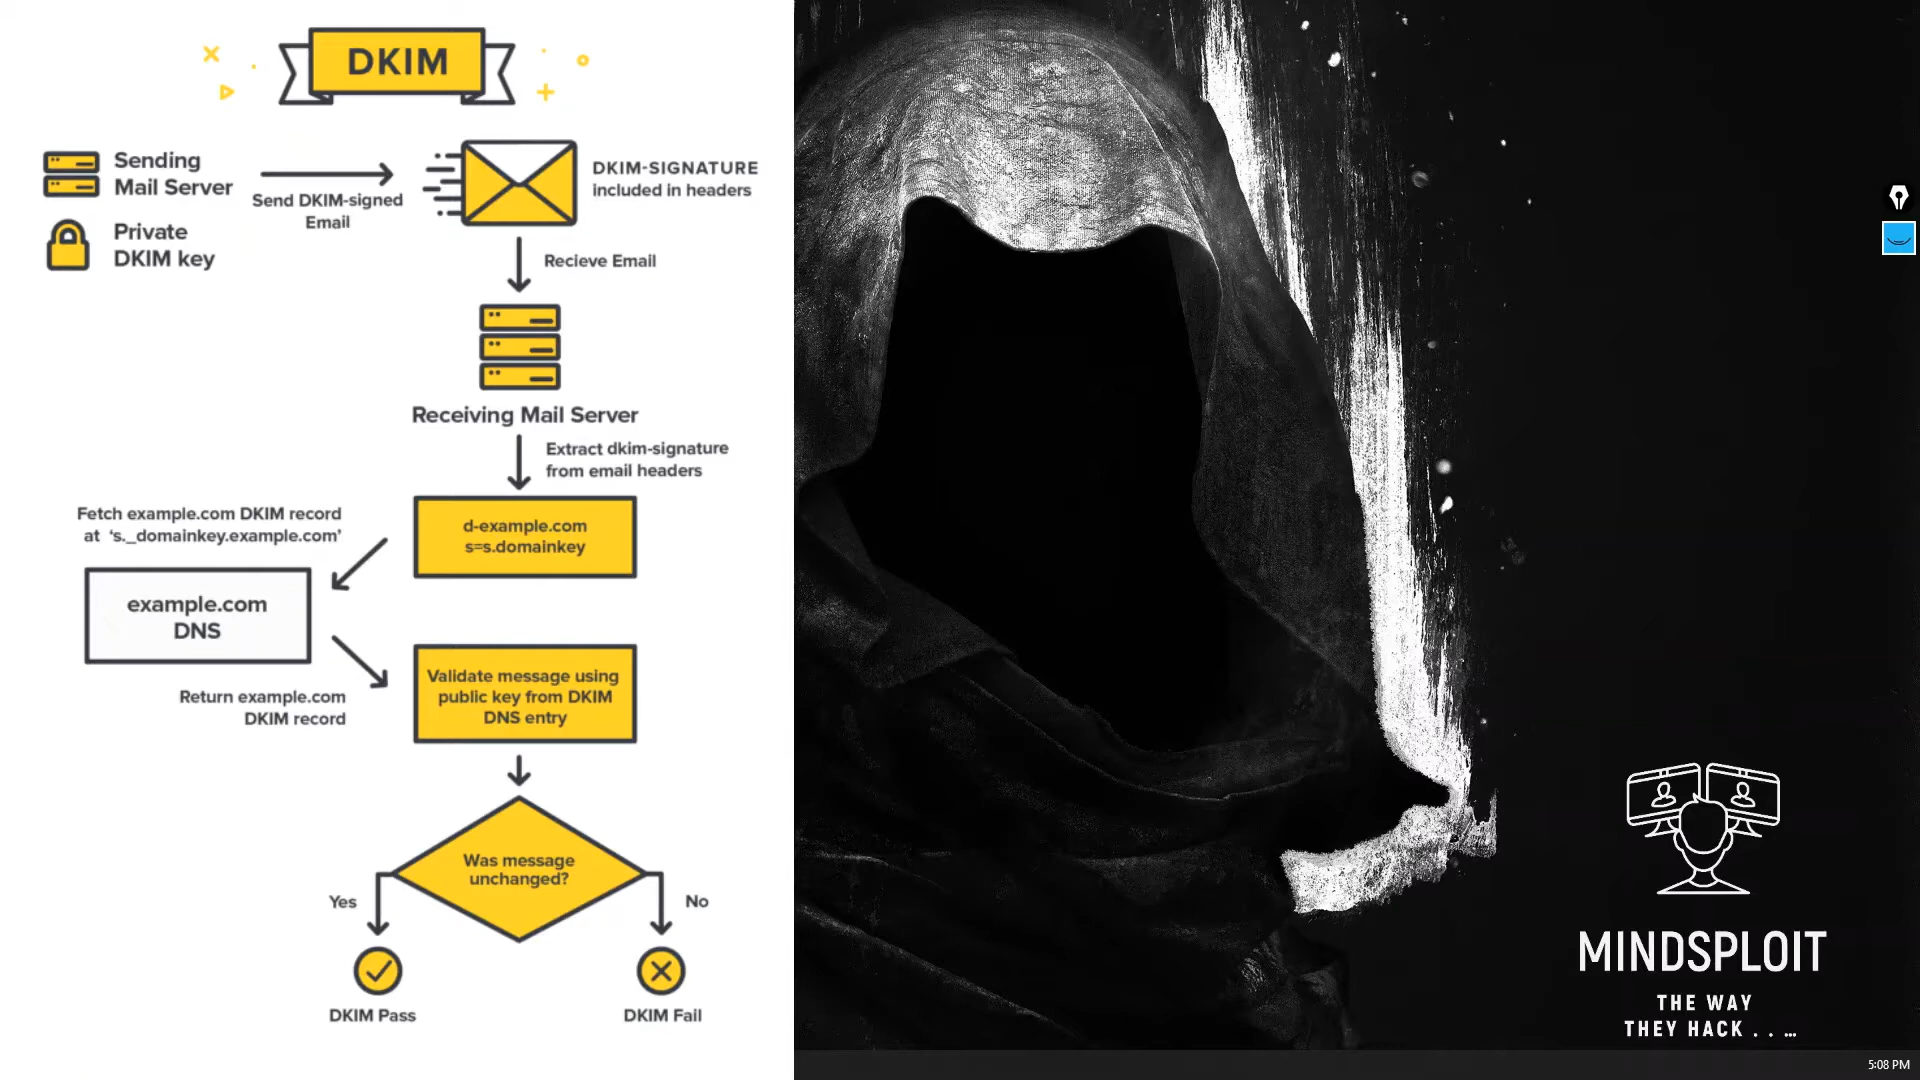 DKIM
Sending
Mail Server
Private
DKIM key
Send DKIM-signed
Email
DKIM-SIGNATURE
included in headers
Recieve Email
Receiving Mail Server
Extract dkim-signature
from email headers
d-example.com
s=s.domainkey
Fetch example.com DKIM record
at ‘s._domainkey.example.com’
example.com
DNS
Return example.com
DKIM record
Validate message using
public key from DKIM
DNS entry
Was message
unchanged?
Yes
No
DKIM Pass
DKIM Fail
MINDSPLOIT
THE WAY
THEY HACK . . ...
5:08 PM